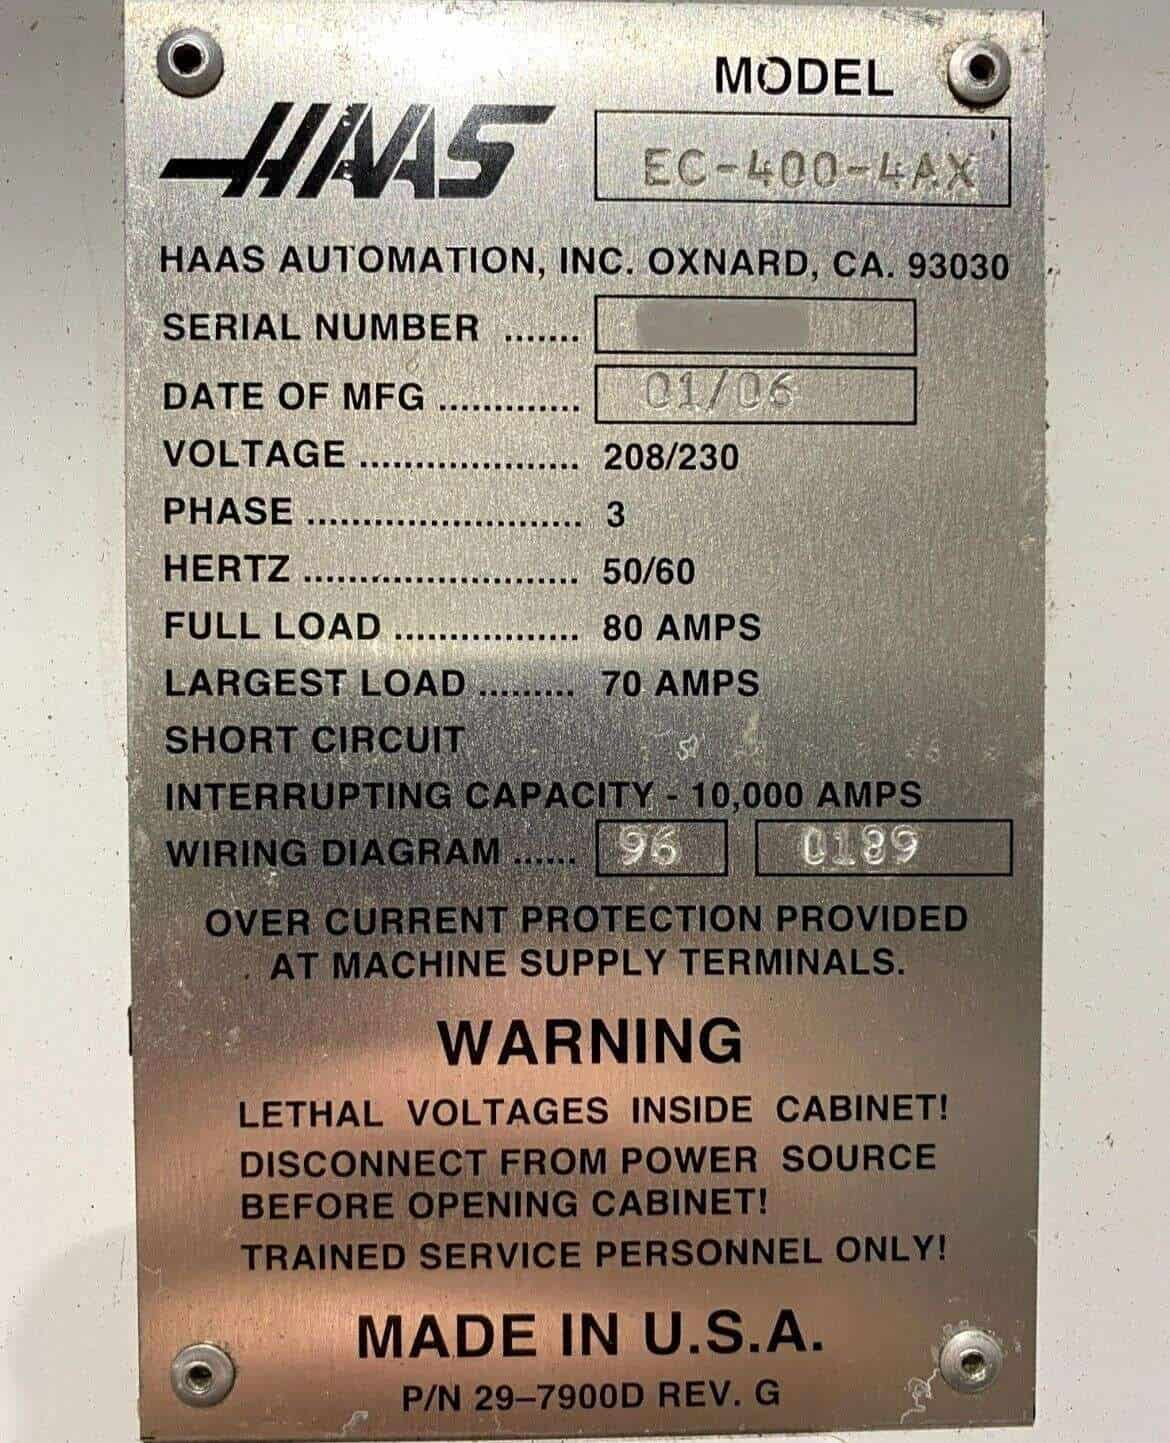 MODEL
HAAS
EC-400-4AX
HAAS AUTOMATION, INC. OXNARD, CA. 93030
SERIAL NUMBER .......
DATE OF MFG ............. 01/06
VOLTAGE .................... 208/230
PHASE ......................... 3
HERTZ ......................... 50/60
FULL LOAD ................. 80 AMPS
LARGEST LOAD ......... 70 AMPS
SHORT CIRCUIT
INTERRUPTING CAPACITY - 10,000 AMPS
WIRING DIAGRAM ...... 96 0189
OVER CURRENT PROTECTION PROVIDED
AT MACHINE SUPPLY TERMINALS.
WARNING
LETHAL VOLTAGES INSIDE CABINET!
DISCONNECT FROM POWER SOURCE
BEFORE OPENING CABINET!
TRAINED SERVICE PERSONNEL ONLY!
MADE IN U.S.A.
P/N 29-7900D REV. G